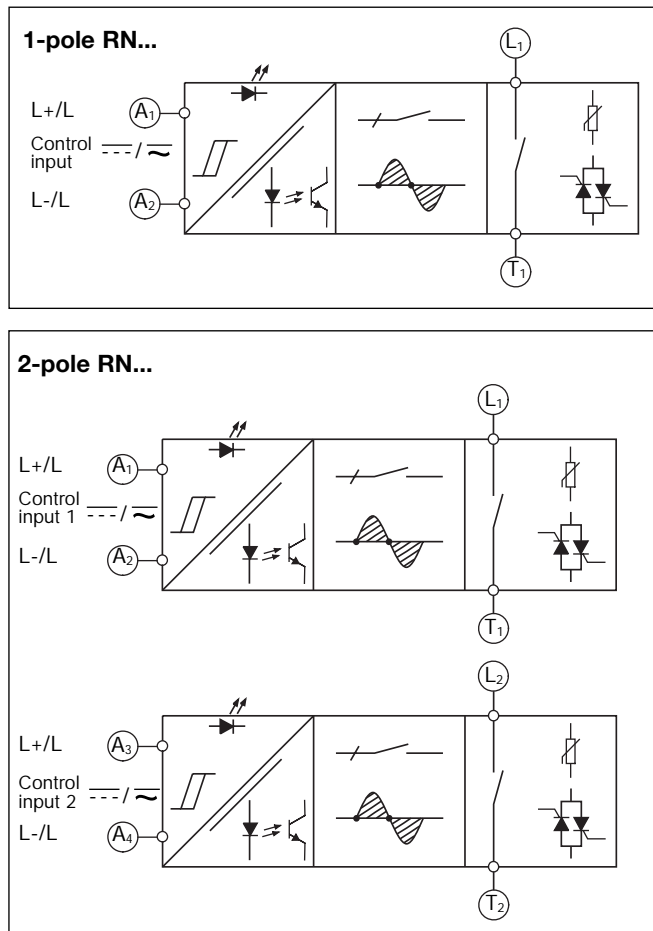 1-pole RN...
L1
L+/L A1
Control
input ⎓/≂
L-/L A2
T1
2-pole RN...
L1
L+/L A1
Control
input 1 ⎓/≂
L-/L A2
T1
L2
L+/L A3
Control
input 2 ⎓/≂
L-/L A4
T2